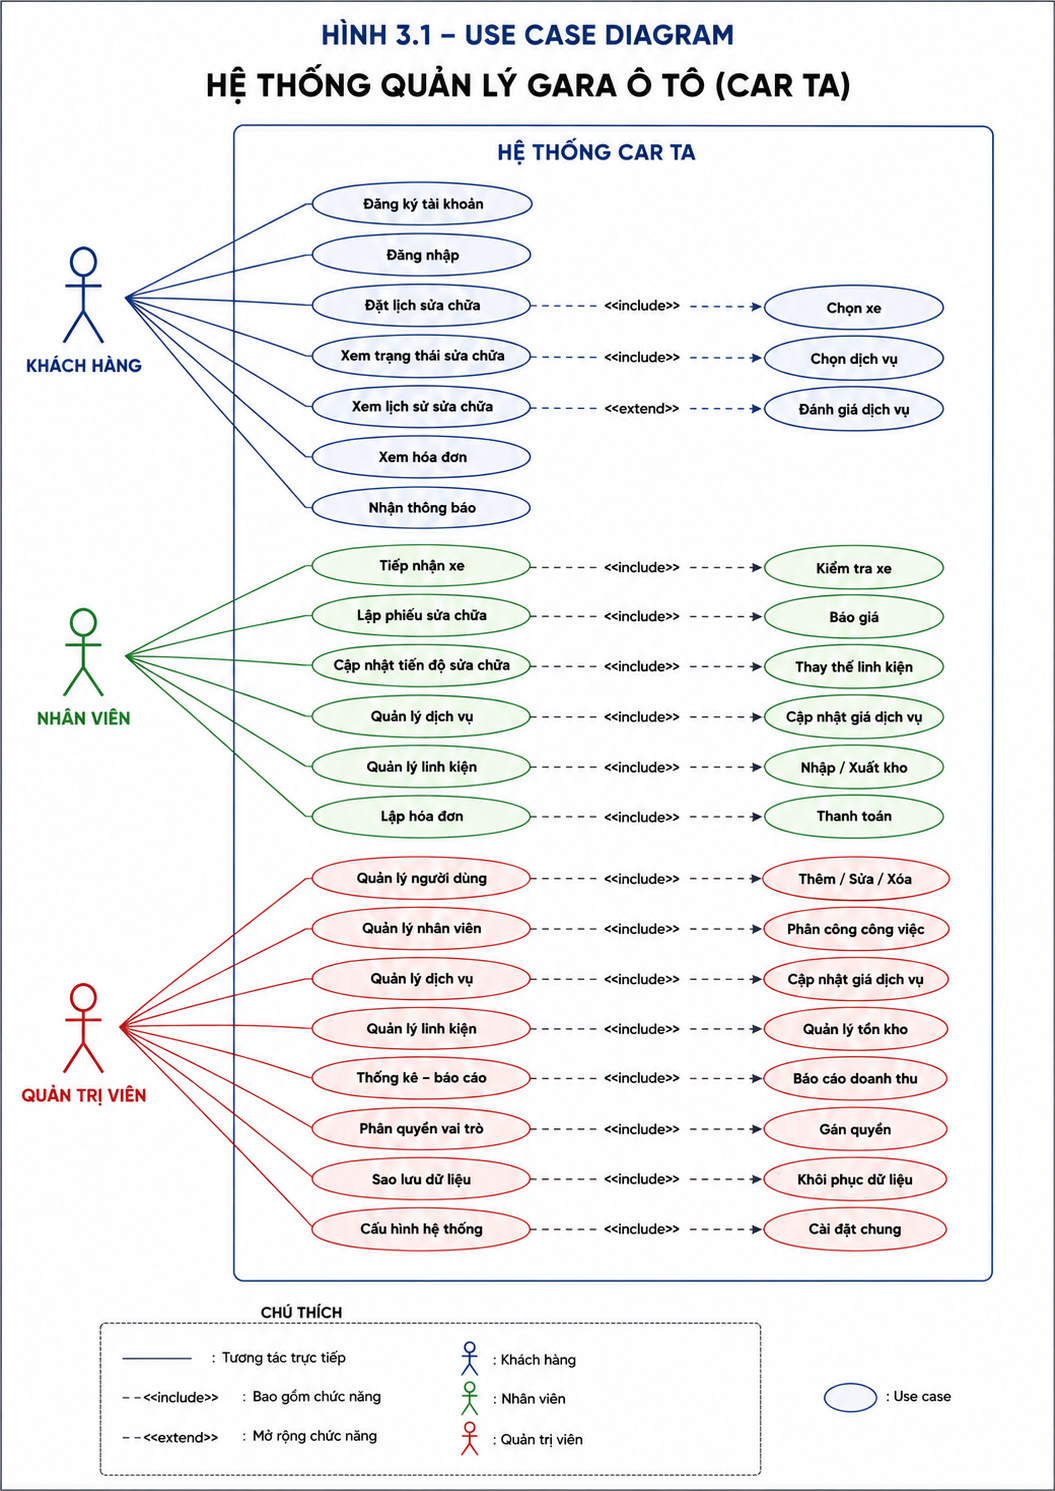 HÌNH 3.1 – USE CASE DIAGRAM
HỆ THỐNG QUẢN LÝ GARA Ô TÔ (CAR TA)
HỆ THỐNG CAR TA
Đăng ký tài khoản
Đăng nhập
Đặt lịch sửa chữa <<include>> Chọn xe
Xem trạng thái sửa chữa <<include>> Chọn dịch vụ
KHÁCH HÀNG
Xem lịch sử sửa chữa <<extend>> Đánh giá dịch vụ
Xem hóa đơn
Nhận thông báo
Tiếp nhận xe <<include>> Kiểm tra xe
Lập phiếu sửa chữa <<include>> Báo giá
Cập nhật tiến độ sửa chữa <<include>> Thay thế linh kiện
NHÂN VIÊN
Quản lý dịch vụ <<include>> Cập nhật giá dịch vụ
Quản lý linh kiện <<include>> Nhập / Xuất kho
Lập hóa đơn <<include>> Thanh toán
Quản lý người dùng <<include>> Thêm / Sửa / Xóa
Quản lý nhân viên <<include>> Phân công công việc
Quản lý dịch vụ <<include>> Cập nhật giá dịch vụ
Quản lý linh kiện <<include>> Quản lý tồn kho
Thống kê – báo cáo <<include>> Báo cáo doanh thu
QUẢN TRỊ VIÊN
Phân quyền vai trò <<include>> Gán quyền
Sao lưu dữ liệu <<include>> Khôi phục dữ liệu
Cấu hình hệ thống <<include>> Cài đặt chung
CHÚ THÍCH
: Tương tác trực tiếp : Khách hàng
<<include>> : Bao gồm chức năng : Nhân viên : Use case
<<extend>> : Mở rộng chức năng : Quản trị viên